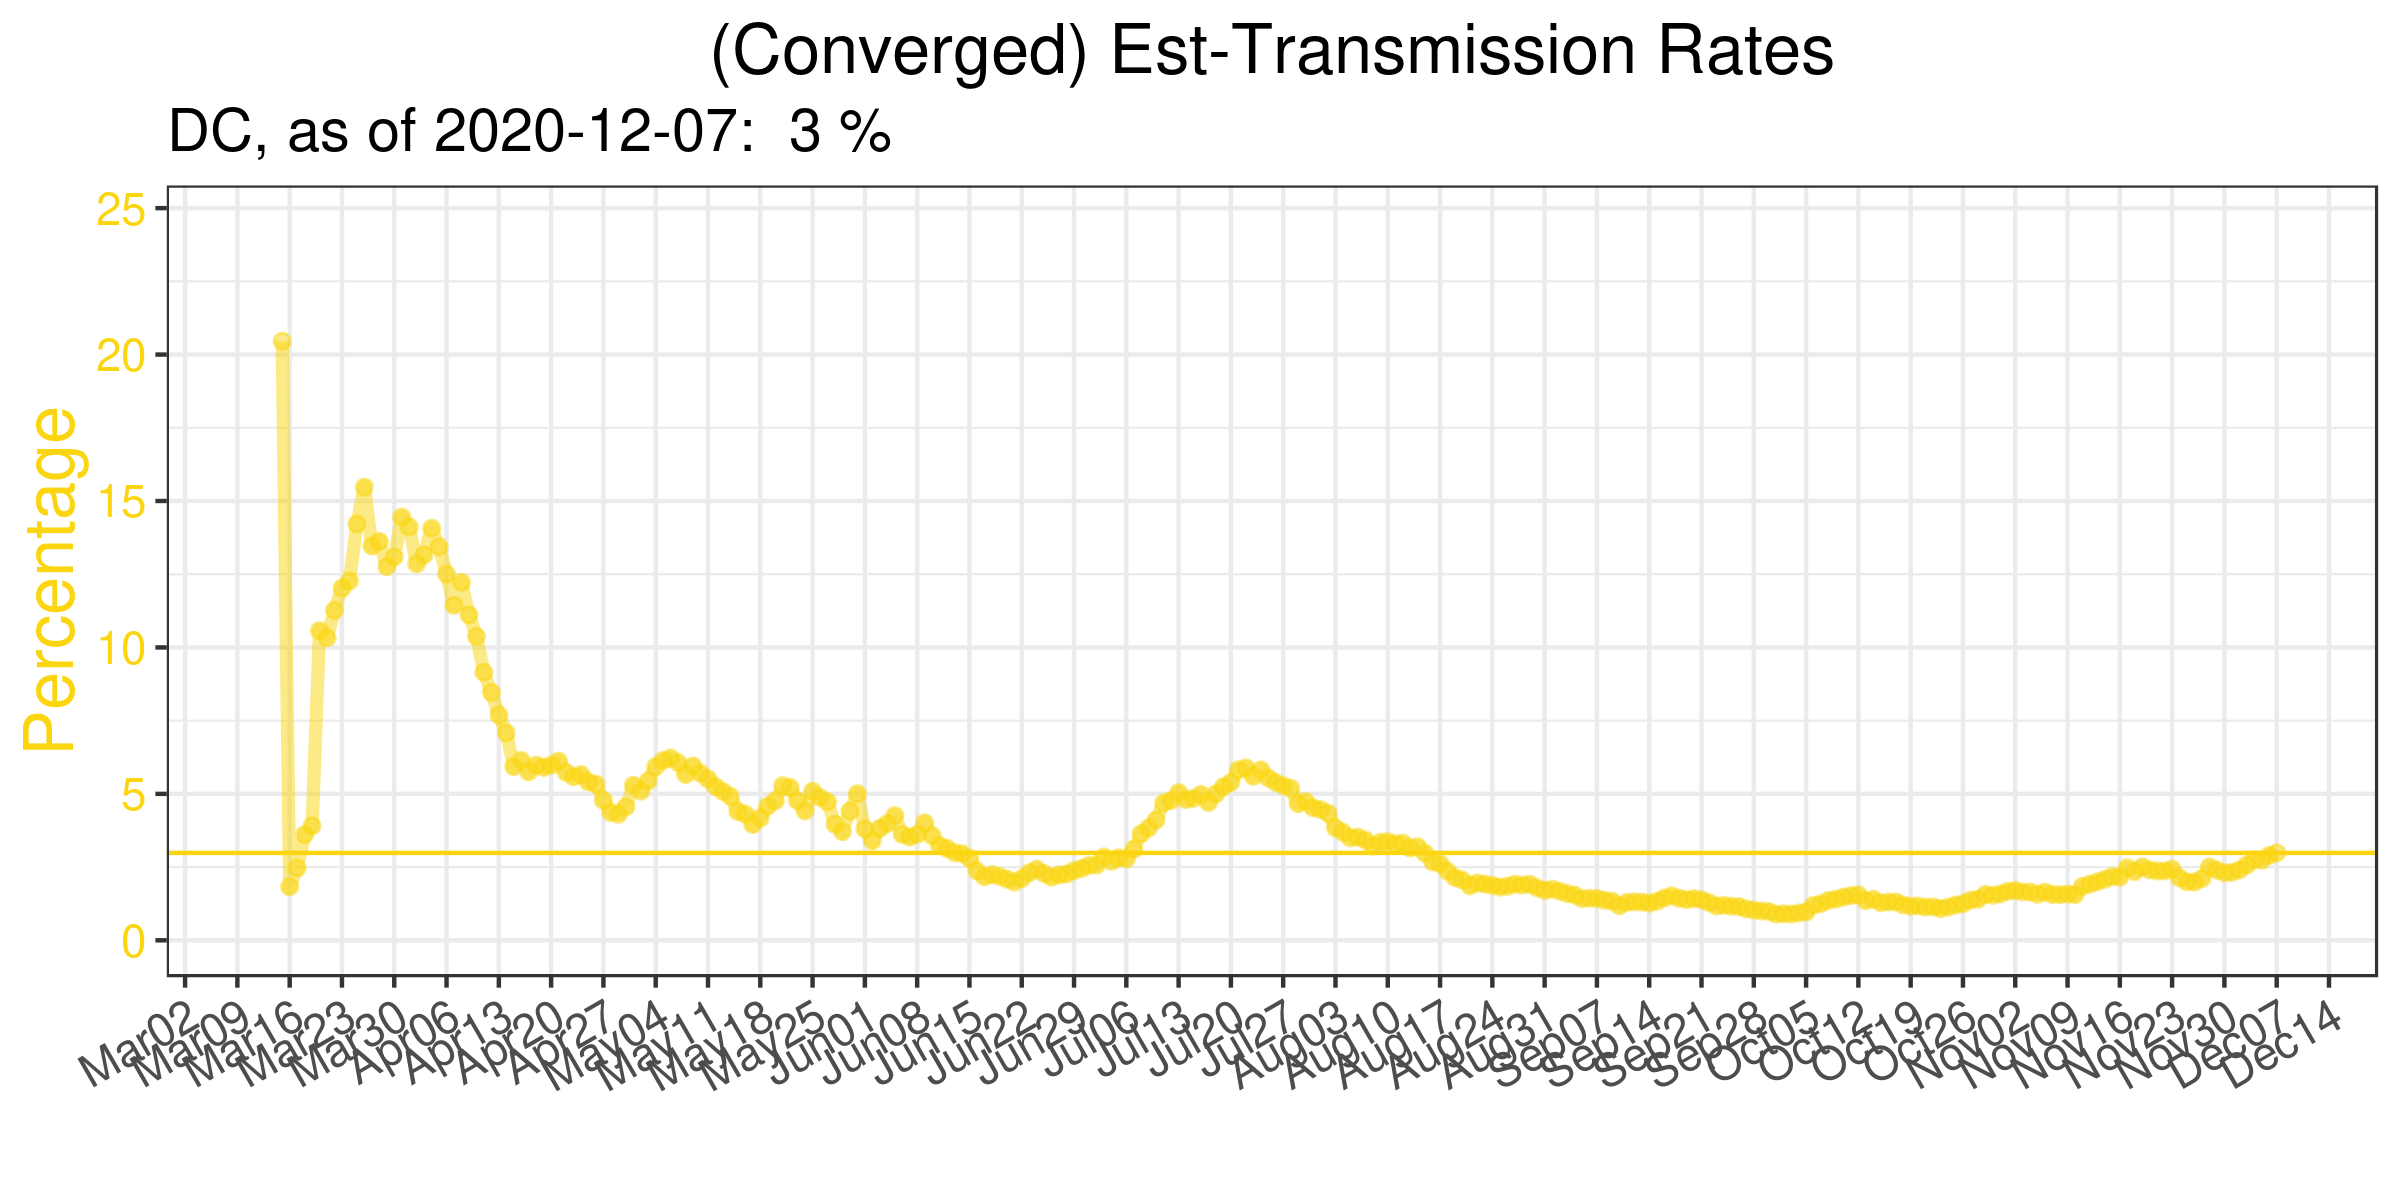 (Converged) Est-Transmission Rates
DC, as of 2020-12-07:  3 %
Percentage
25
20
15
10
5
0
Mar02
Mar09
Mar16
Mar23
Mar30
Apr06
Apr13
Apr20
Apr27
May04
May11
May18
May25
Jun01
Jun08
Jun15
Jun22
Jun29
Jul06
Jul13
Jul20
Jul27
Aug03
Aug10
Aug17
Aug24
Aug31
Sep07
Sep14
Sep21
Sep28
Oct05
Oct12
Oct19
Oct26
Nov02
Nov09
Nov16
Nov23
Nov30
Dec07
Dec14